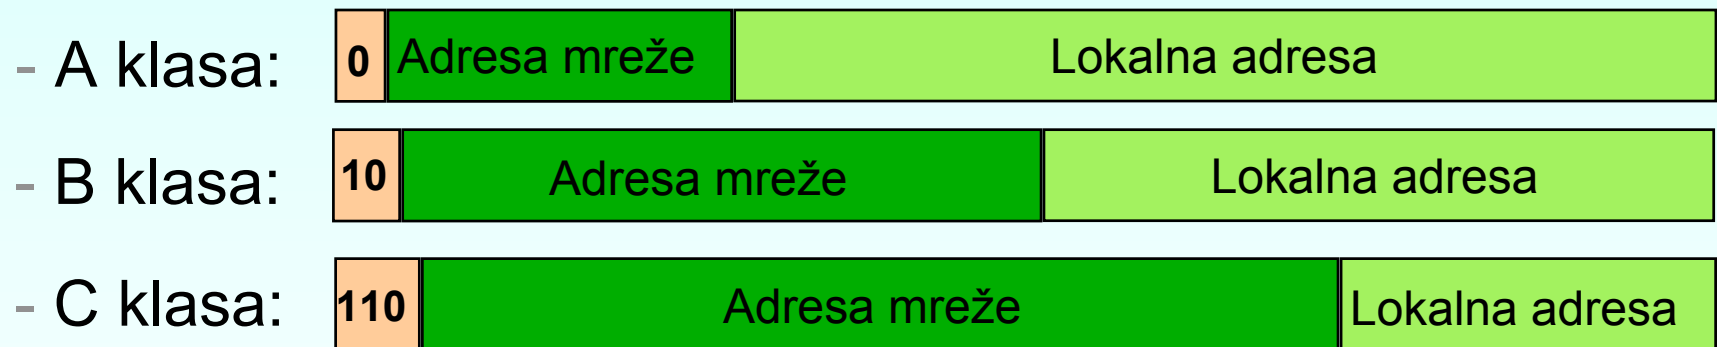 - A klasa: 0 Adresa mreže Lokalna adresa
- B klasa: 10 Adresa mreže Lokalna adresa
- C klasa: 110 Adresa mreže Lokalna adresa